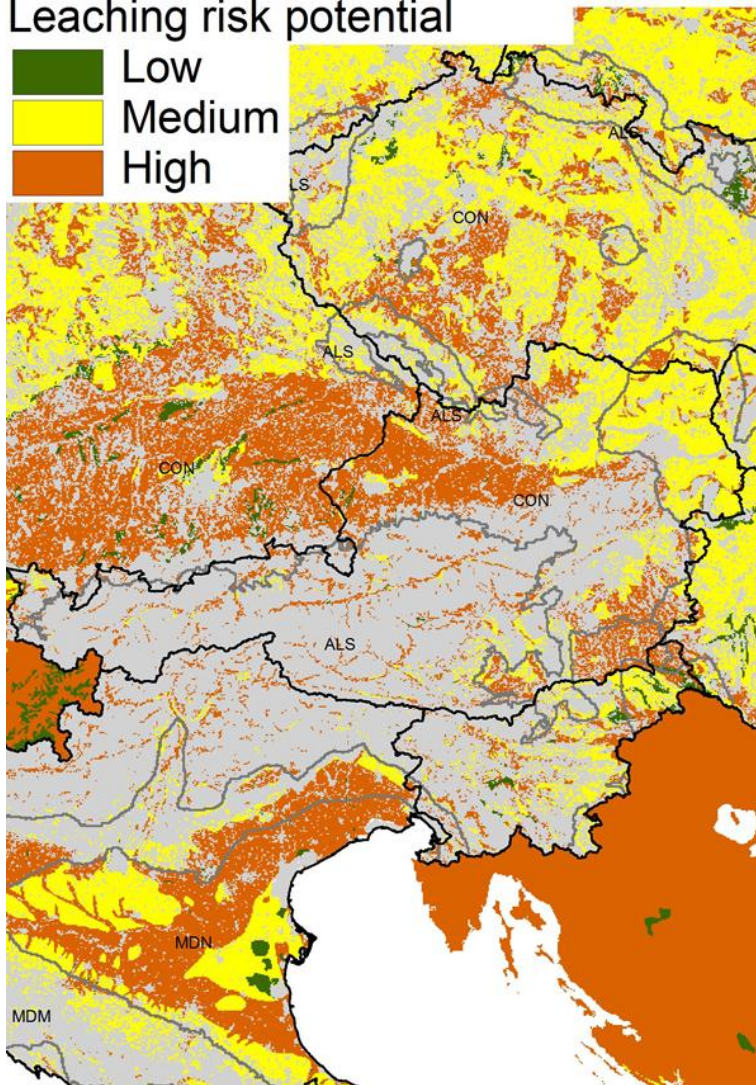 Leaching risk potential
Low
Medium
High
ALS
LS
CON
ALS
ALS
CON
CON
ALS
MDN
MDM